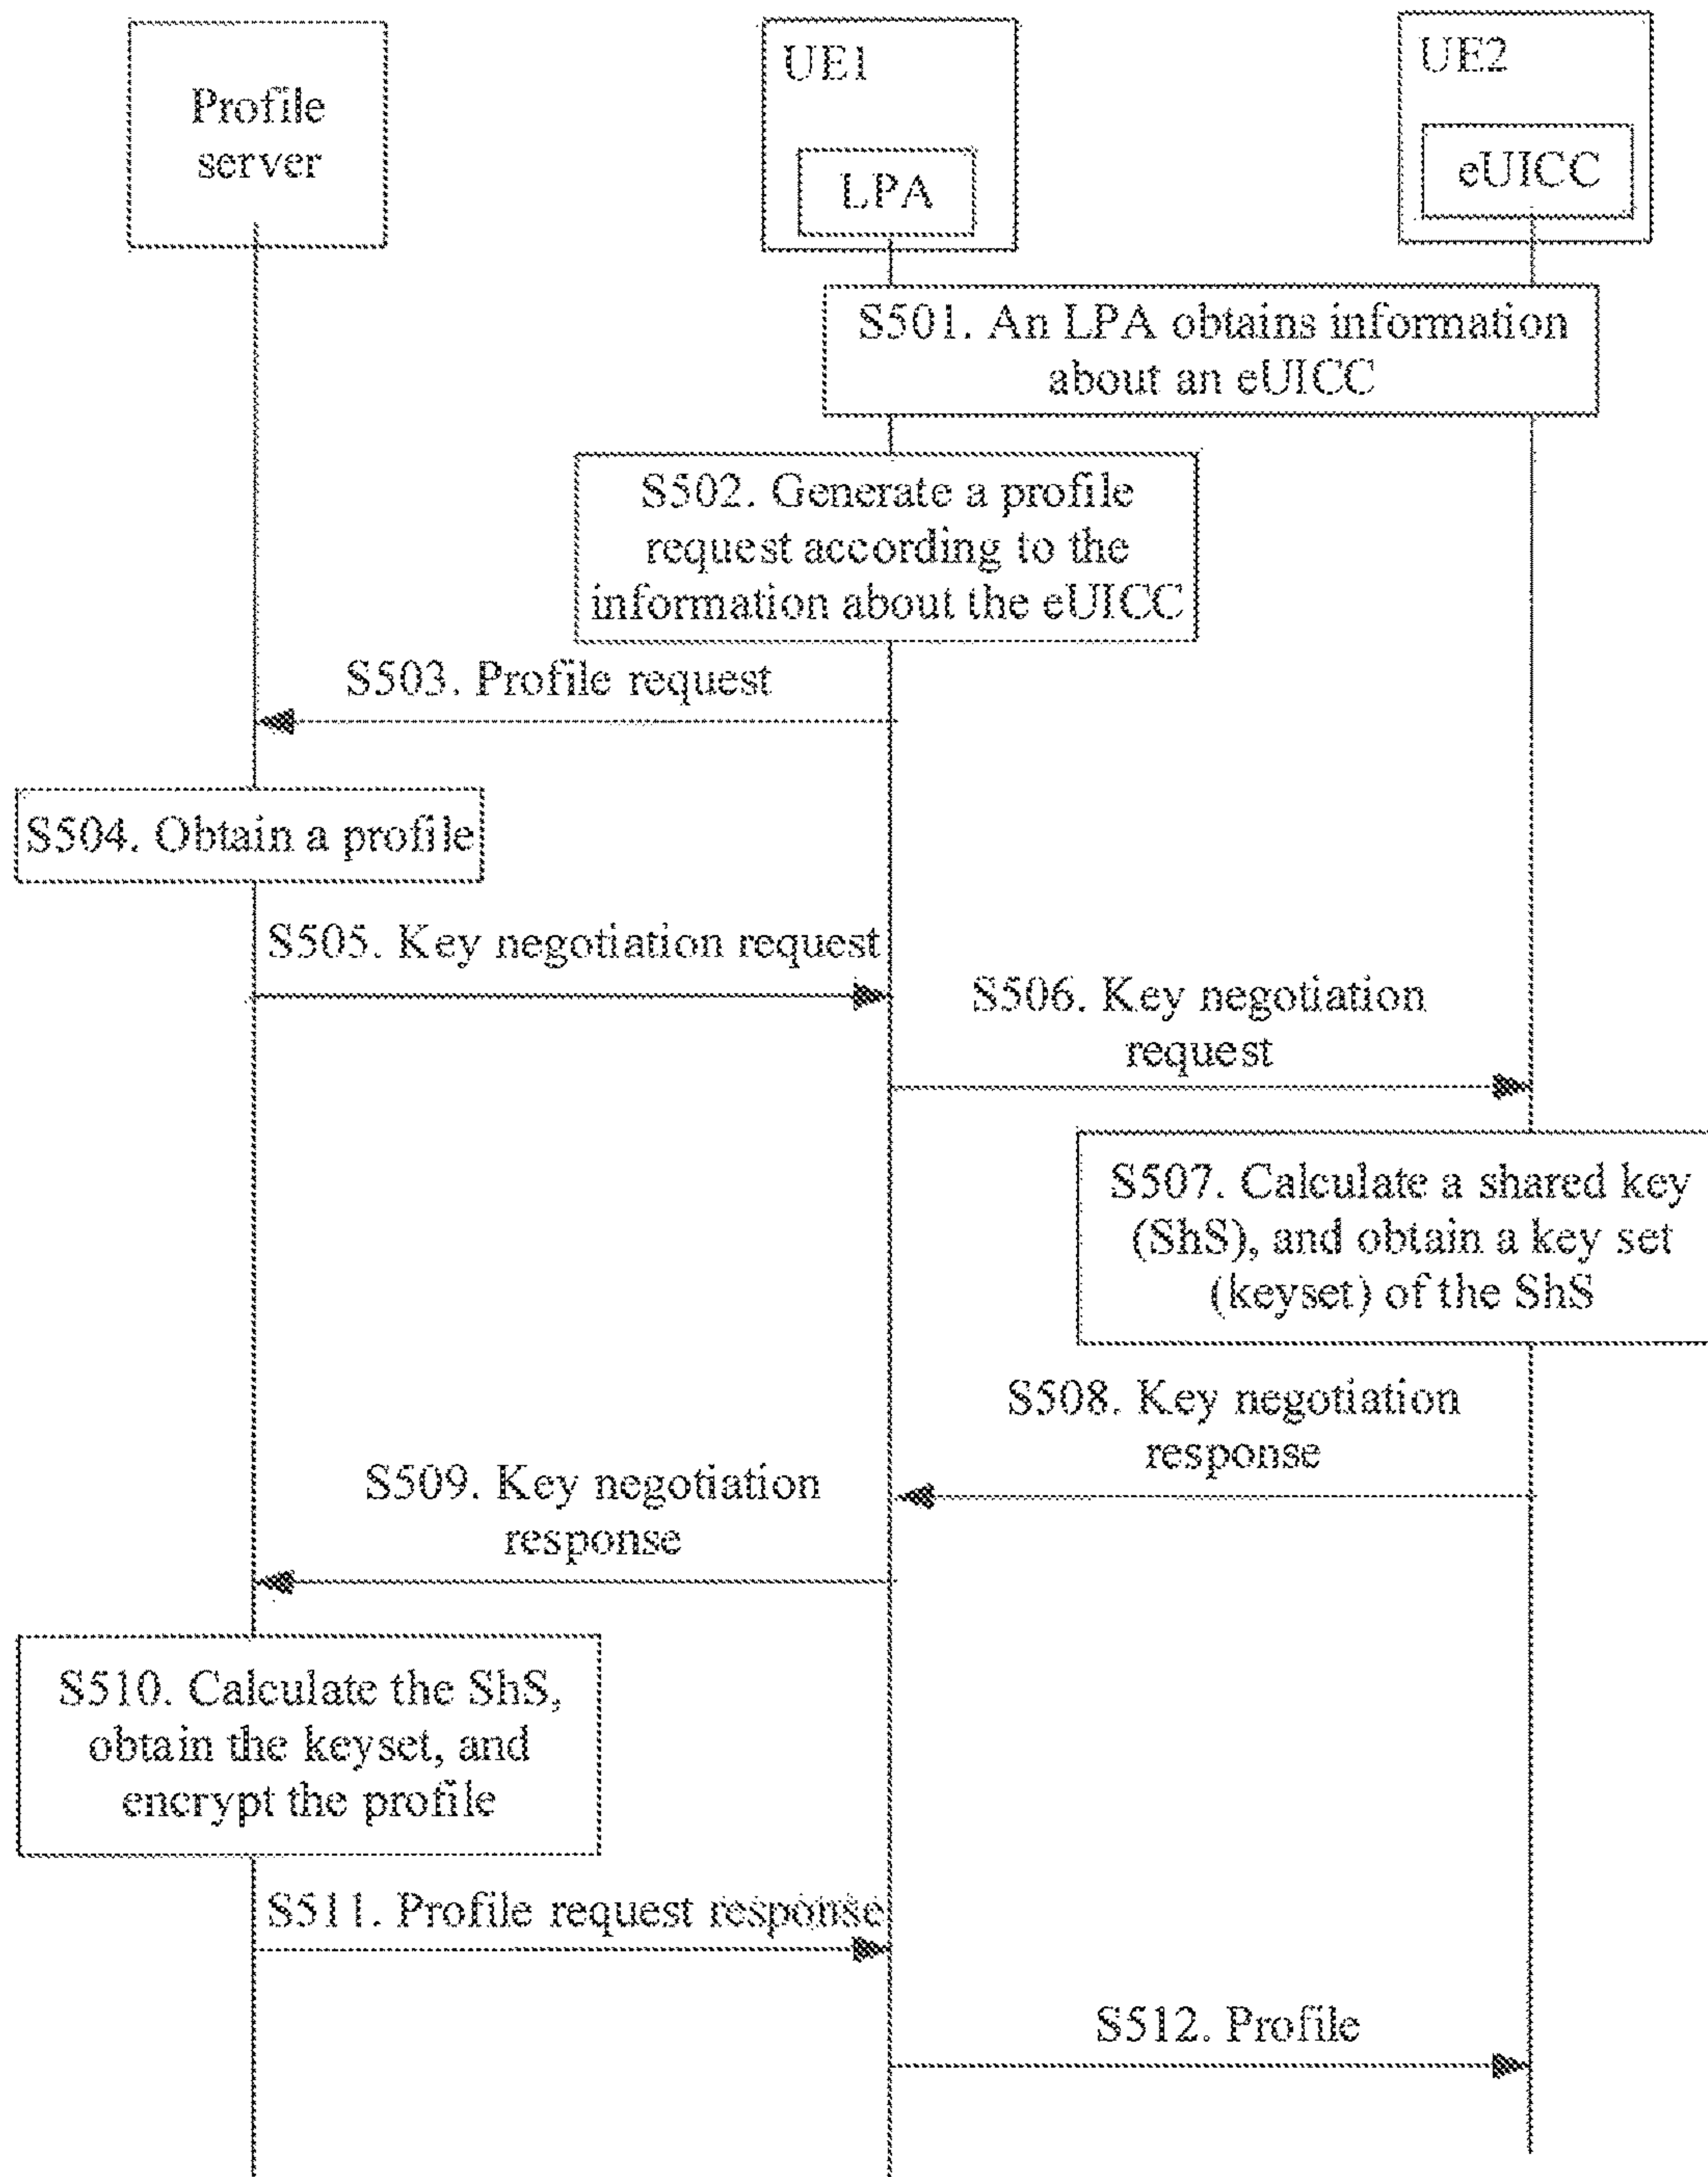 Profile
server
UE1
LPA
UE2
eUICC
S501. An LPA obtains information
about an eUICC
S502. Generate a profile
request according to the
information about the eUICC
S503. Profile request
S504. Obtain a profile
S505. Key negotiation request
S506. Key negotiation
request
S507. Calculate a shared key
(ShS), and obtain a key set
(keyset) of the ShS
S508. Key negotiation
response
S509. Key negotiation
response
S510. Calculate the ShS,
obtain the keyset, and
encrypt the profile
S511. Profile request response
S512. Profile